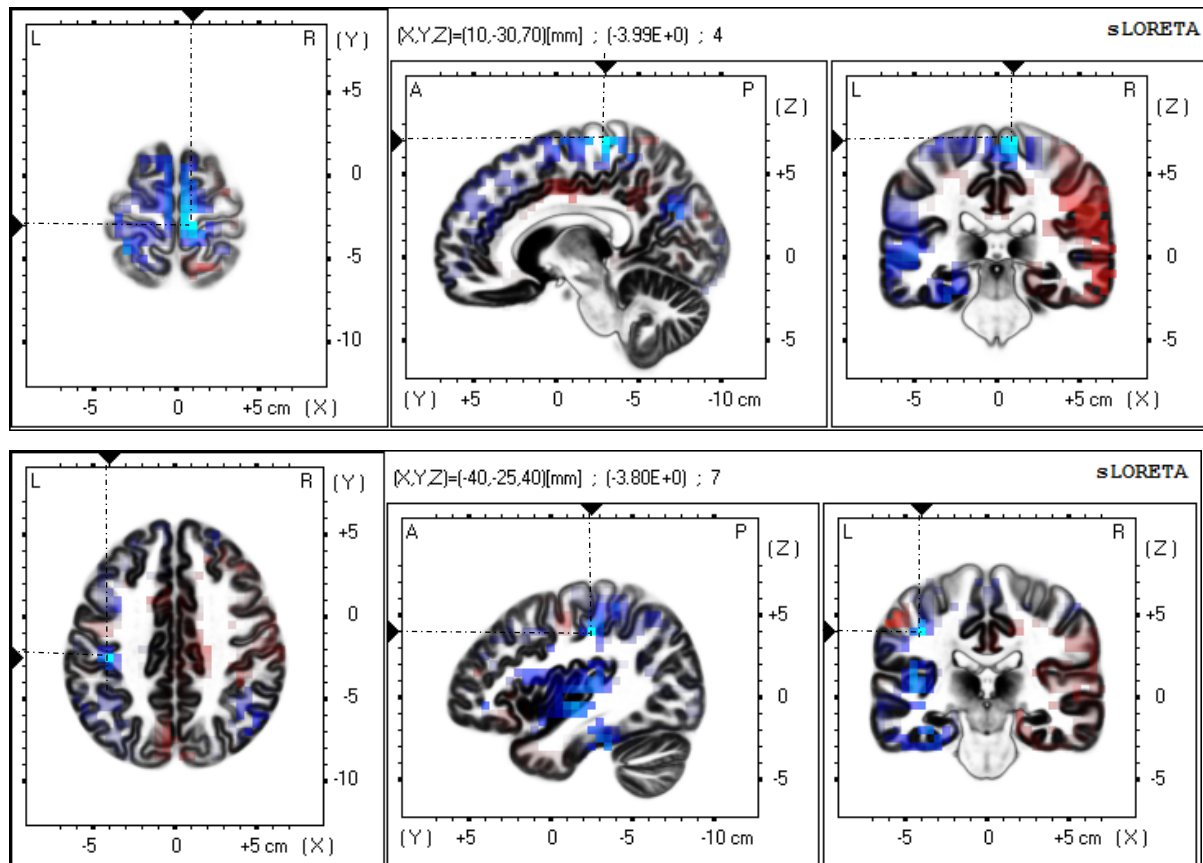 L R (Y) (X,Y,Z)=(10,-30,70)[mm] ; (-3.99E+0) ; 4 sLORETA
+5
0
-5
-10
-5 0 +5 cm (X)
A P (Z)
+5
0
-5
(Y) +5 0 -5 -10 cm
L R (Z)
+5
0
-5
-5 0 +5 cm (X)
L R (Y) (X,Y,Z)=(-40,-25,40)[mm] ; (-3.80E+0) ; 7 sLORETA
+5
0
-5
-10
-5 0 +5 cm (X)
A P (Z)
+5
0
-5
(Y) +5 0 -5 -10 cm
L R (Z)
+5
0
-5
-5 0 +5 cm (X)